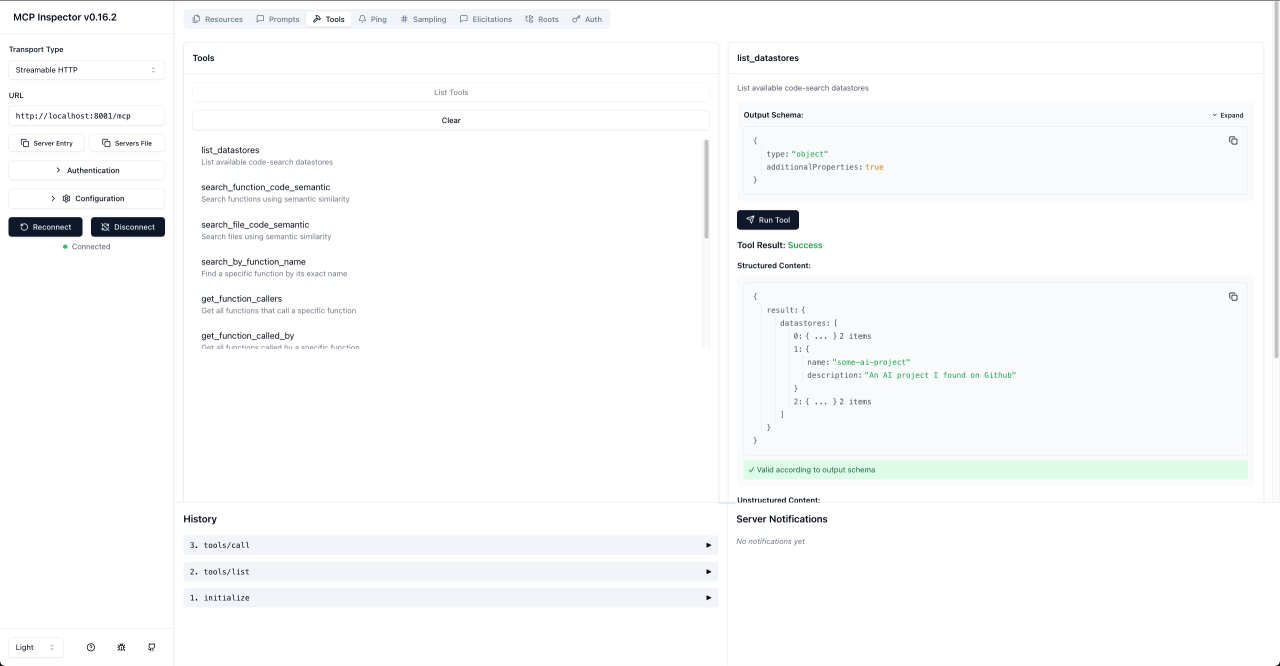 MCP Inspector v0.16.2
Transport Type
Streamable HTTP
URL
http://localhost:8001/mcp
Server Entry
Servers File
Authentication
Configuration
Reconnect
Disconnect
Connected
Light
Resources
Prompts
Tools
Ping
Sampling
Elicitations
Roots
Auth
Tools
List Tools
Clear
list_datastores
List available code-search datastores
search_function_code_semantic
Search functions using semantic similarity
search_file_code_semantic
Search files using semantic similarity
search_by_function_name
Find a specific function by its exact name
get_function_callers
Get all functions that call a specific function
get_function_called_by
Get all functions called by a specific function
list_datastores
List available code-search datastores
Output Schema:
Expand
{
type: "object"
additionalProperties: true
}
Run Tool
Tool Result: Success
Structured Content:
{
result: {
datastores: [
0: { ... } 2 items
1: {
name: "some-ai-project"
description: "An AI project I found on Github"
}
2: { ... } 2 items
]
}
}
✓ Valid according to output schema
Unstructured Content:
History
3. tools/call
2. tools/list
1. initialize
Server Notifications
No notifications yet